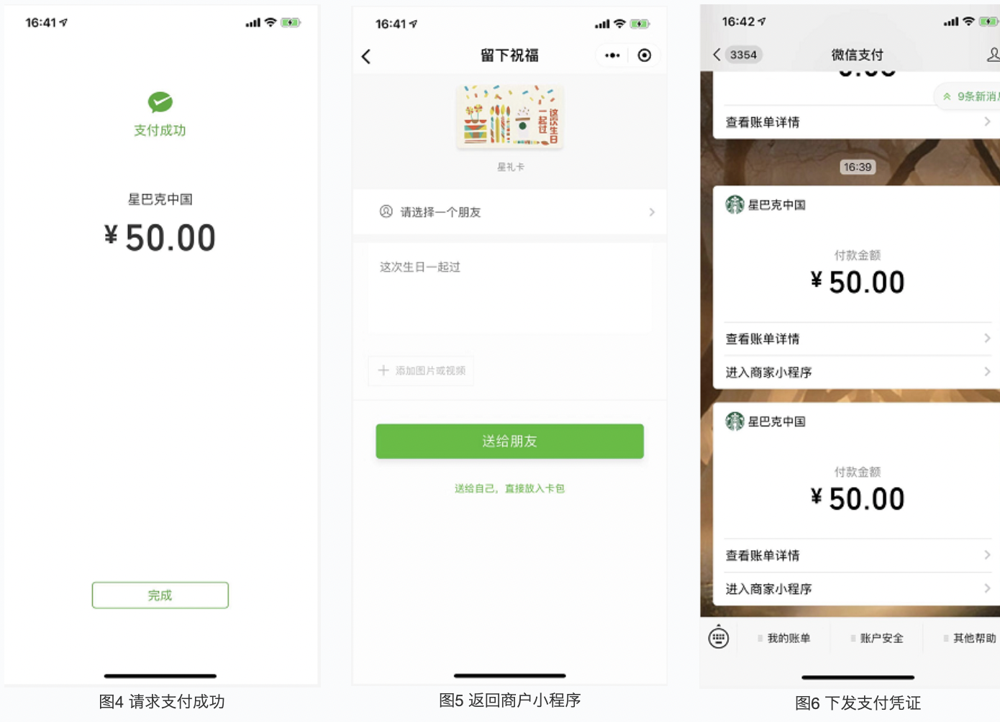 16:41
支付成功
星巴克中国
¥ 50.00
完成
图4 请求支付成功
16:41
留下祝福
这次生日
一起过
星礼卡
请选择一个朋友
这次生日一起过
添加图片或视频
送给朋友
送给自己，直接放入卡包
图5 返回商户小程序
16:42
3354
微信支付
9条新消息
查看账单详情
16:39
星巴克中国
付款金额
¥ 50.00
查看账单详情
进入商家小程序
星巴克中国
付款金额
¥ 50.00
查看账单详情
进入商家小程序
我的账单
账户安全
其他帮助
图6 下发支付凭证